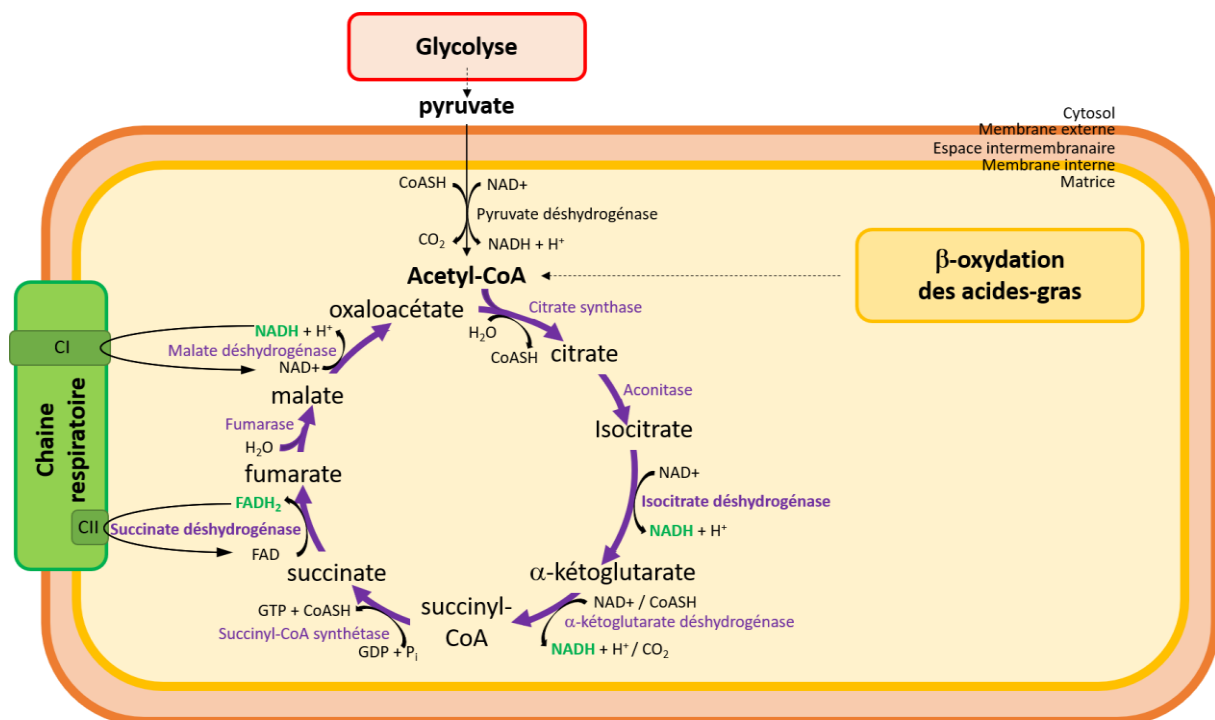 Glycolyse
pyruvate
Cytosol
Membrane externe
Espace intermembranaire
Membrane interne
Matrice
CoASH
NAD+
Pyruvate déshydrogénase
CO₂
NADH + H⁺
Acetyl-CoA
β-oxydation
des acides-gras
oxaloacétate
Citrate synthase
H₂O
CoASH
citrate
NADH + H⁺
CI
Malate déshydrogénase
NAD+
malate
Aconitase
Fumarase
Isocitrate
H₂O
fumarate
NAD+
Isocitrate déshydrogénase
NADH + H⁺
Chaine
respiratoire
FADH₂
CII
Succinate déshydrogénase
FAD
succinate
α-kétoglutarate
GTP + CoASH
succinyl-
CoA
NAD+ / CoASH
α-kétoglutarate déshydrogénase
Succinyl-CoA synthétase
GDP + Pᵢ
NADH + H⁺ / CO₂